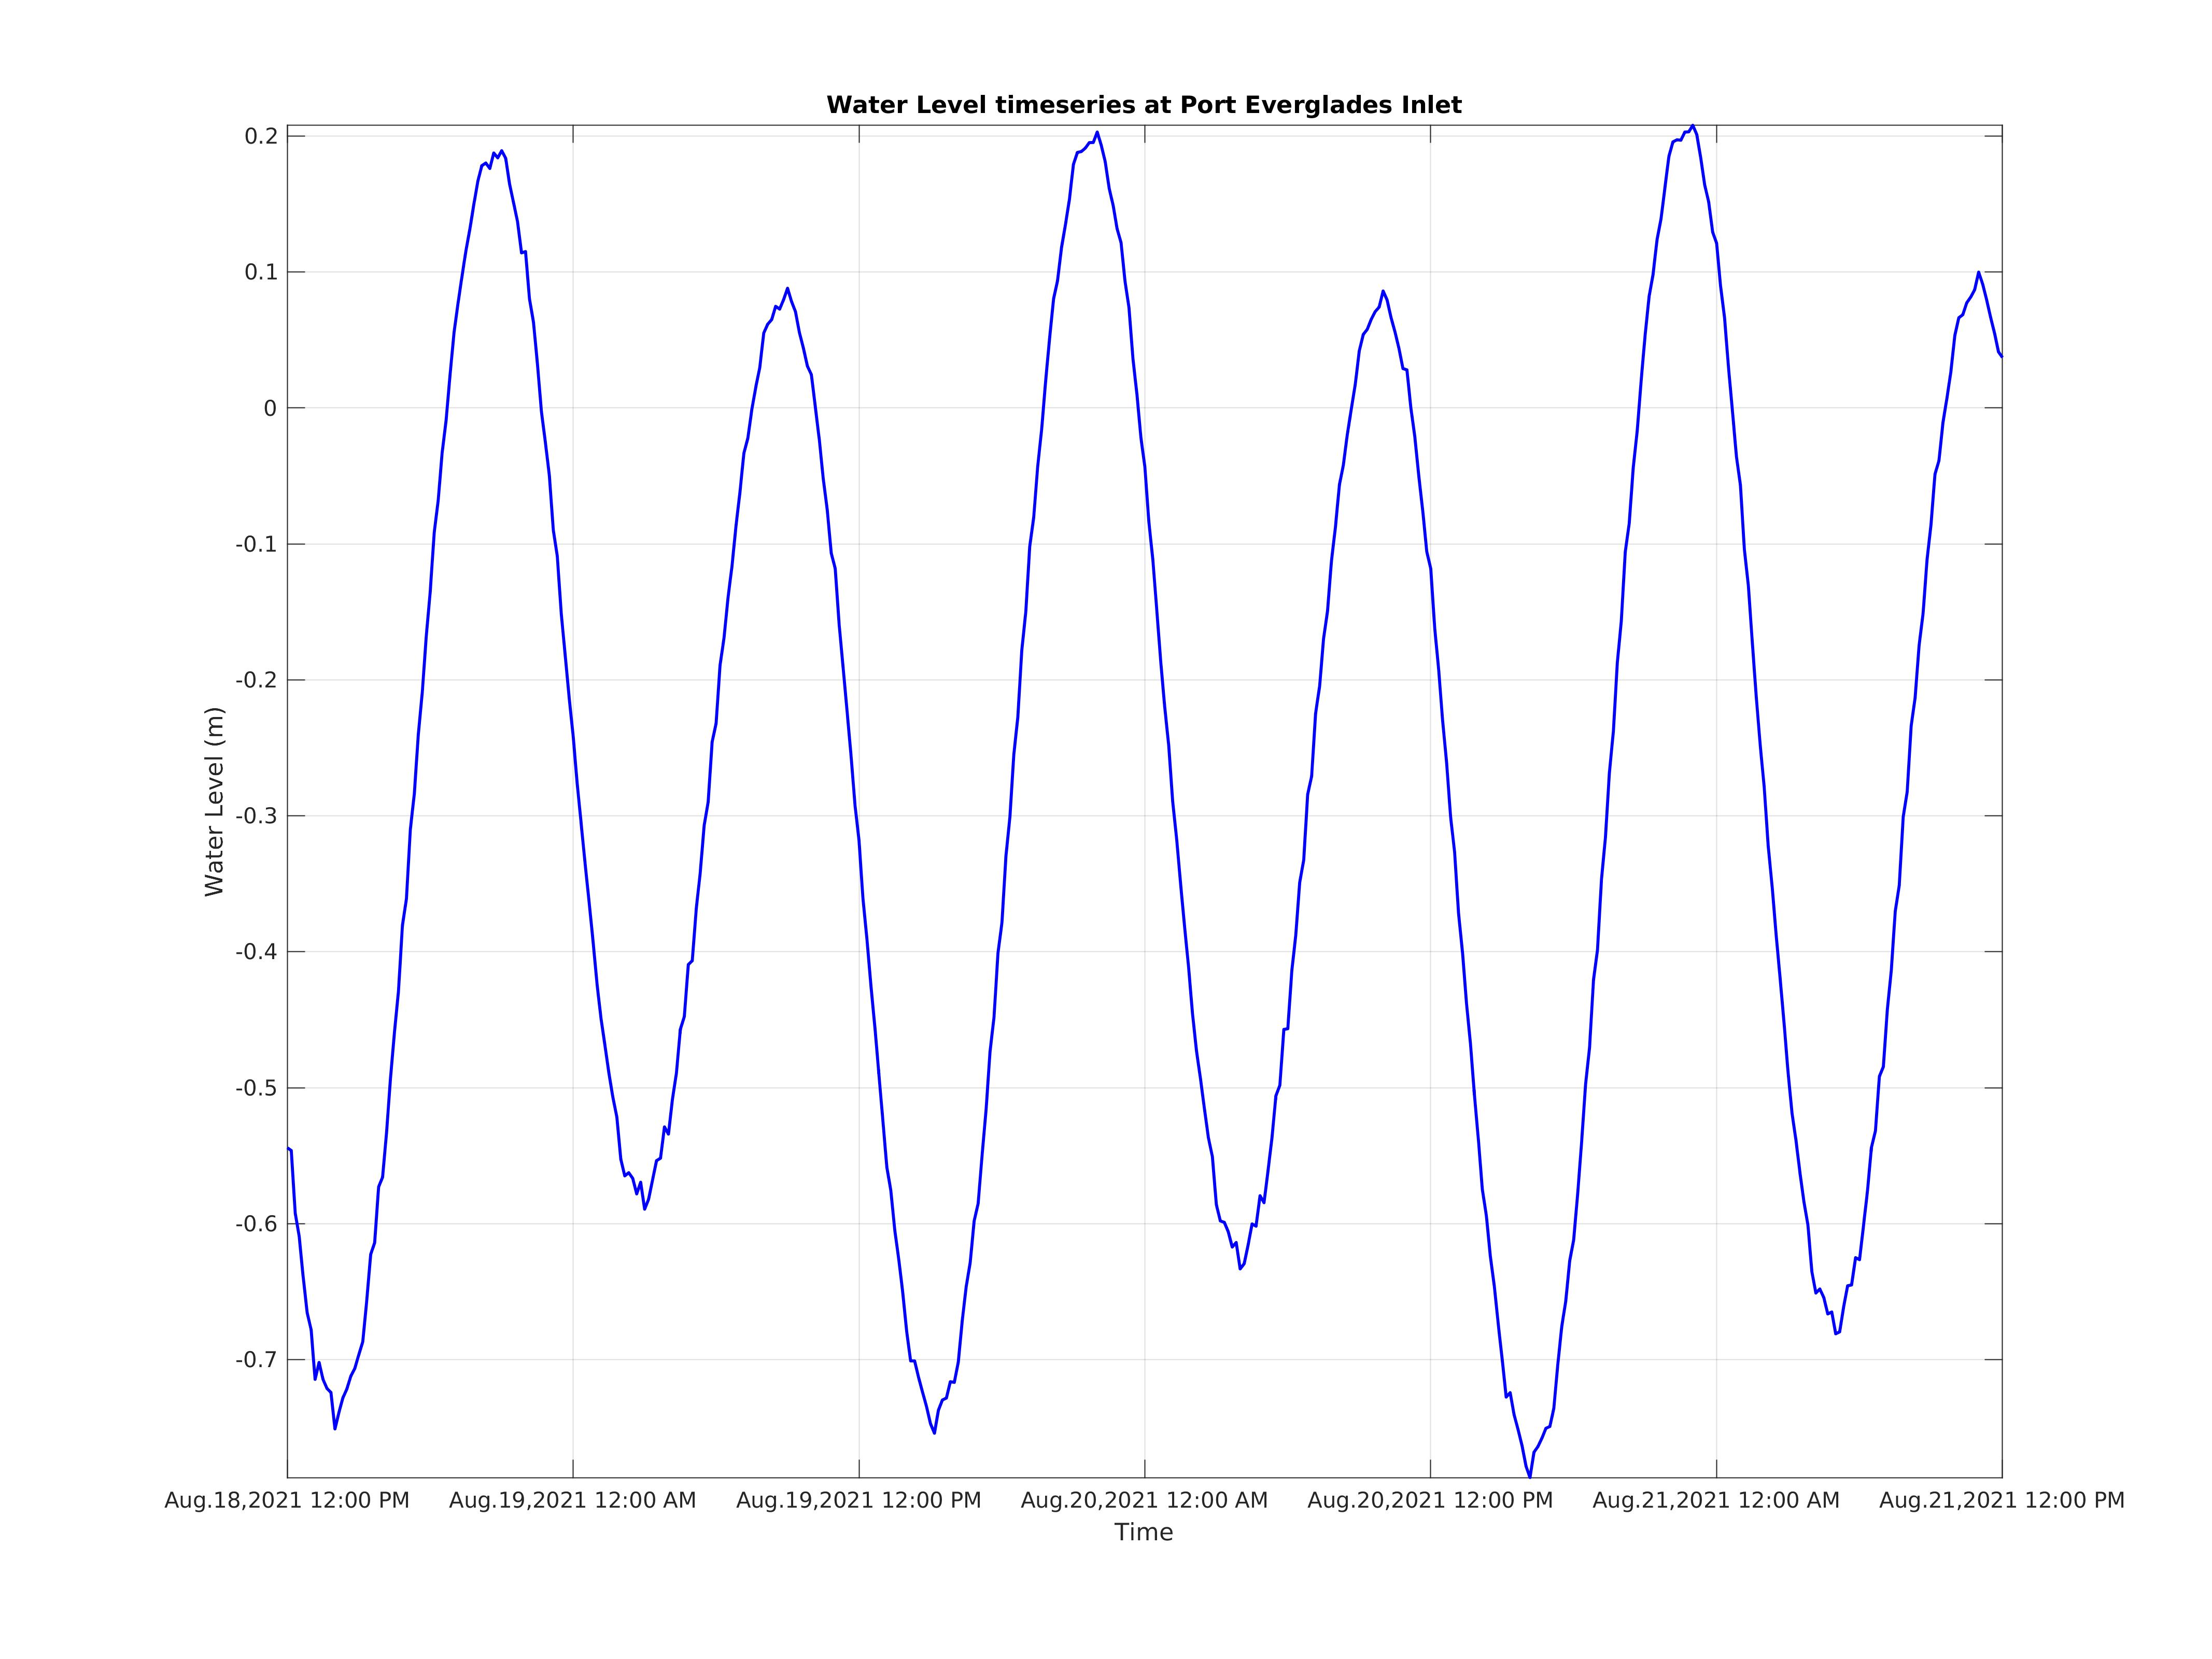 Water Level timeseries at Port Everglades Inlet
0.2
0.1
0
-0.1
-0.2
-0.3
-0.4
-0.5
-0.6
-0.7
Water Level (m)
Aug.18,2021 12:00 PM Aug.19,2021 12:00 AM Aug.19,2021 12:00 PM Aug.20,2021 12:00 AM Aug.20,2021 12:00 PM Aug.21,2021 12:00 AM Aug.21,2021 12:00 PM
Time